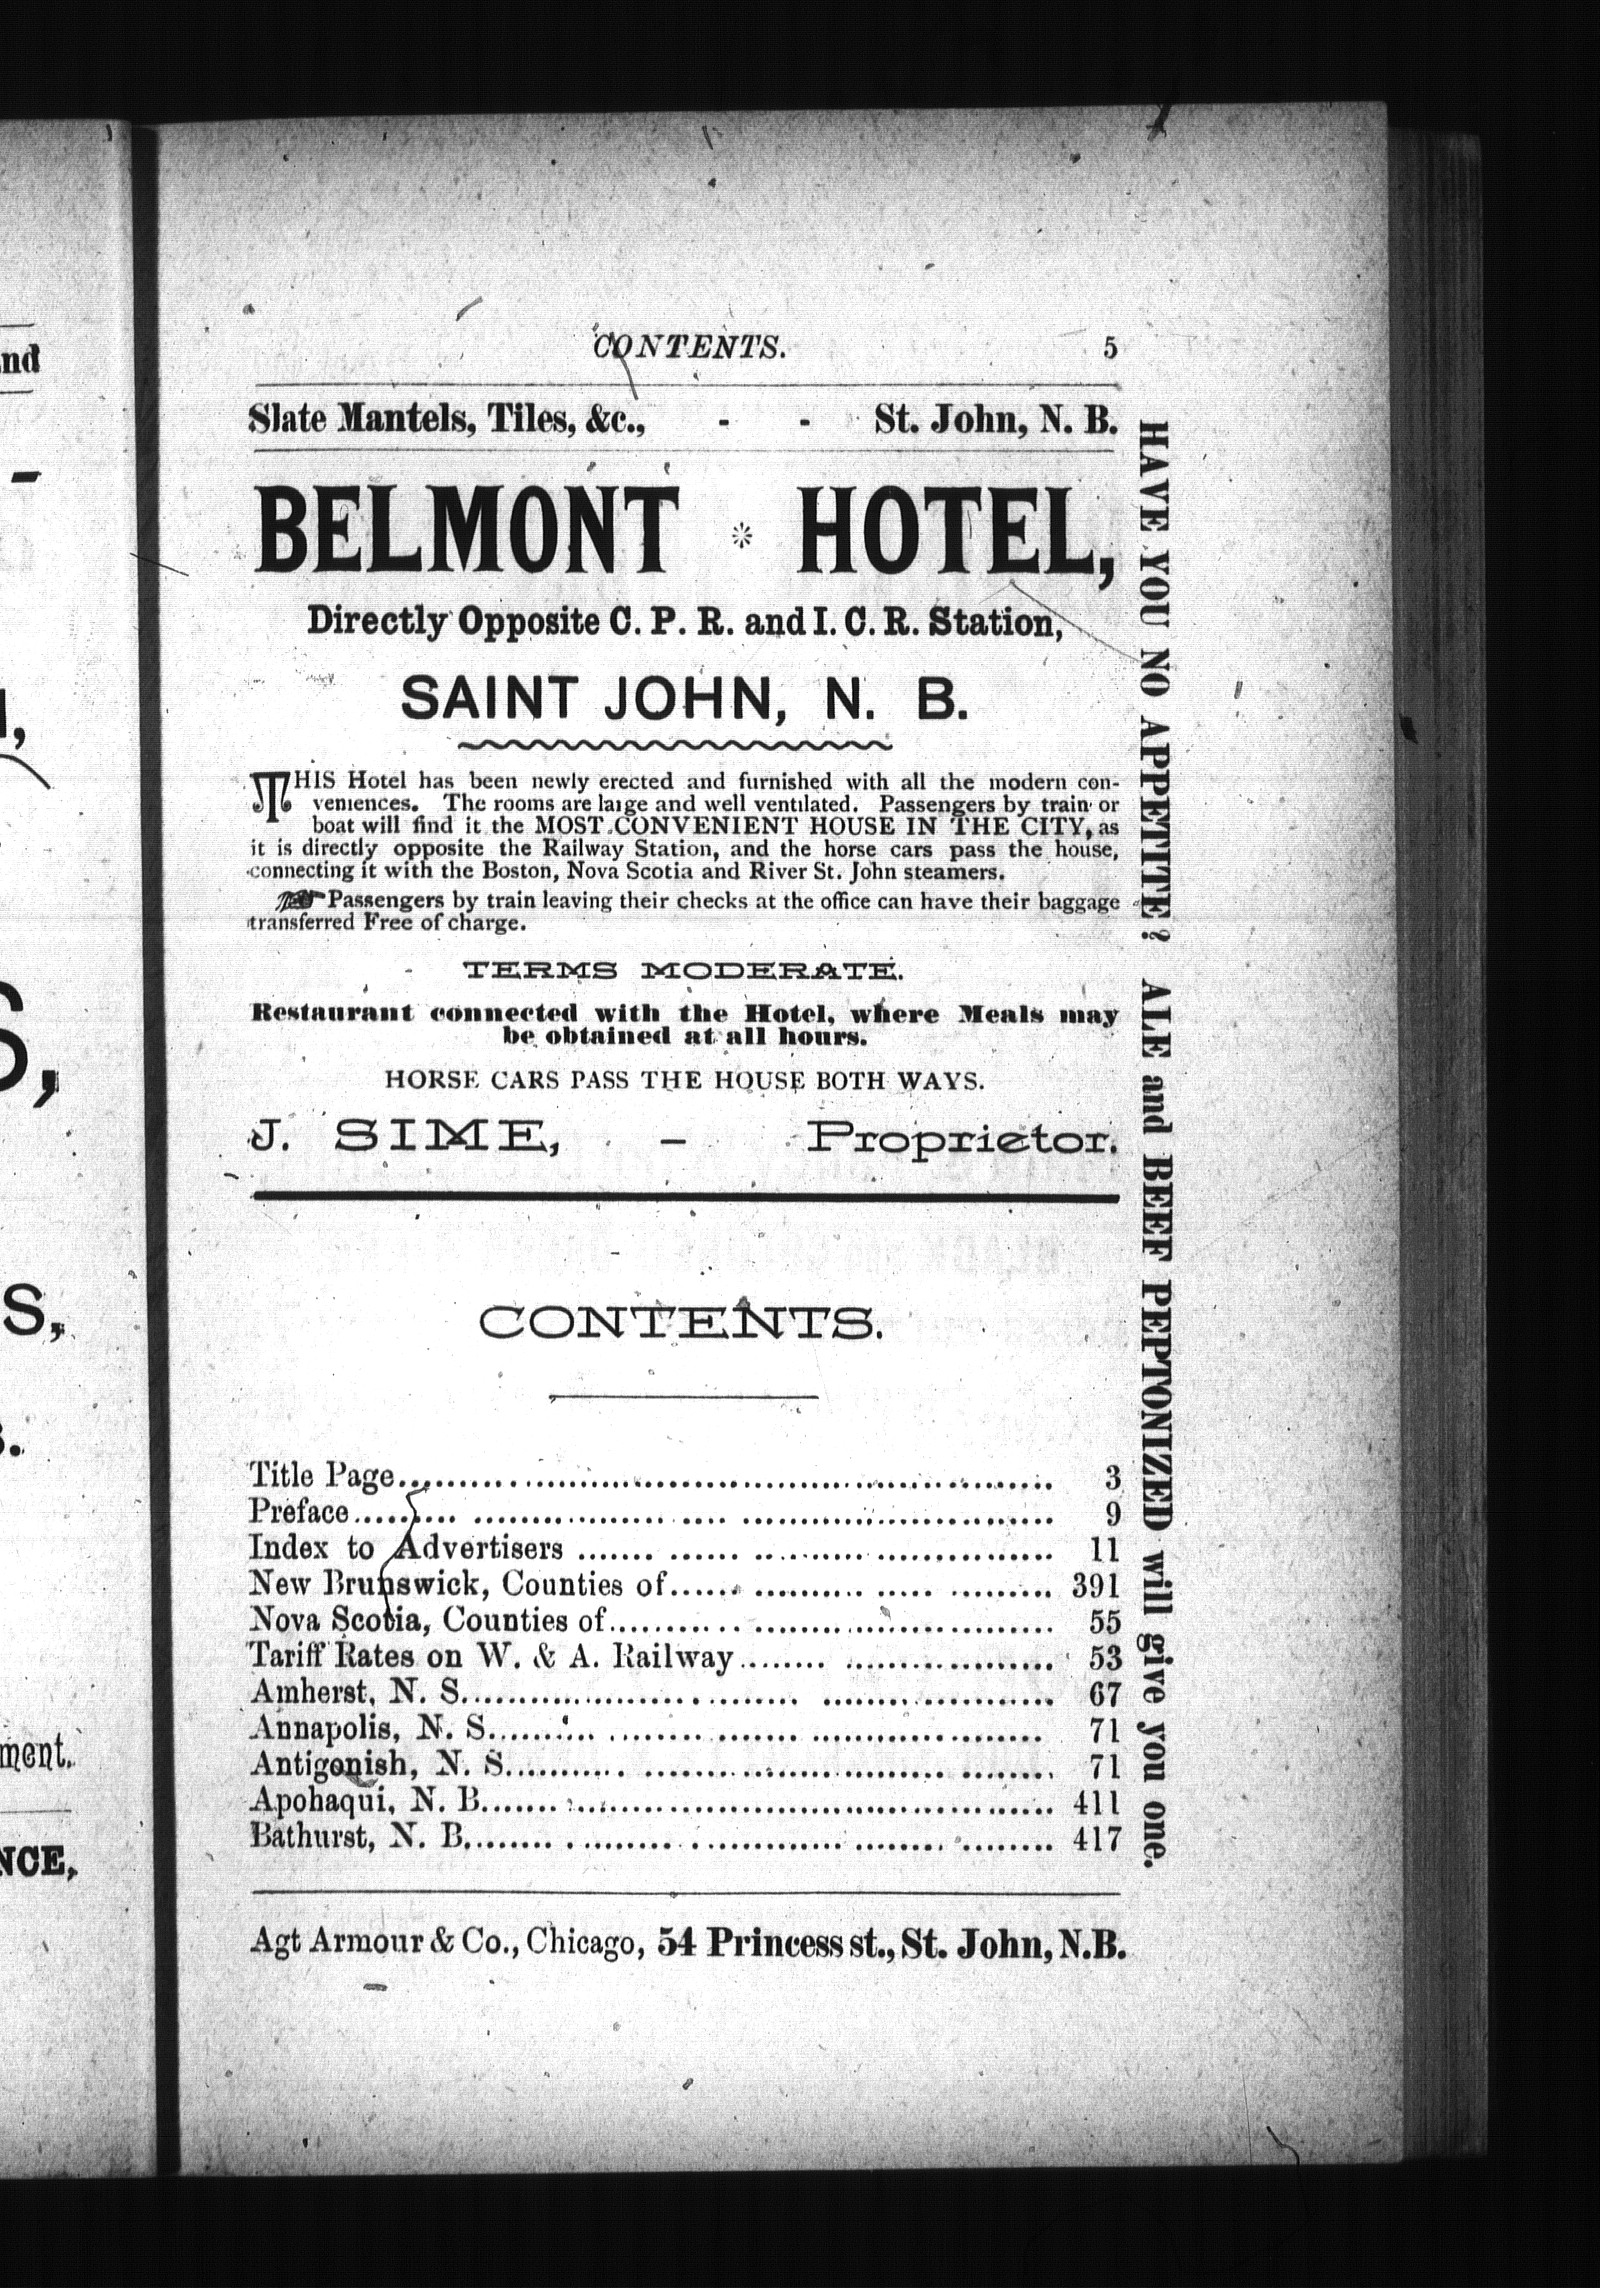 CONTENTS. 5
Slate Mantels, Tiles, &c., - - St. John, N. B.
BELMONT * HOTEL,
Directly Opposite C. P. R. and I. C. R. Station,
SAINT JOHN, N. B.
THIS Hotel has been newly erected and furnished with all the modern con-
veniences. The rooms are large and well ventilated. Passengers by train or
boat will find it the MOST CONVENIENT HOUSE IN THE CITY, as
it is directly opposite the Railway Station, and the horse cars pass the house,
connecting it with the Boston, Nova Scotia and River St. John steamers.
☛ Passengers by train leaving their checks at the office can have their baggage
transferred Free of charge.
TERMS MODERATE.
Restaurant connected with the Hotel, where Meals may
be obtained at all hours.
HORSE CARS PASS THE HOUSE BOTH WAYS.
J. SIME, - Proprietor.
CONTENTS.
Title Page........ 3
Preface........ 9
Index to Advertisers........ 11
New Brunswick, Counties of........ 391
Nova Scotia, Counties of........ 55
Tariff Rates on W. & A. Railway........ 53
Amherst, N. S........ 67
Annapolis, N. S........ 71
Antigonish, N. S........ 71
Apohaqui, N. B........ 411
Bathurst, N. B........ 417
Agt Armour & Co., Chicago, 54 Princess st., St. John, N.B.
HAVE YOU NO APPETITE? ALE and BEEF PEPTONIZED will give you one.
nd
-
S,
S,
ment.
NCE,